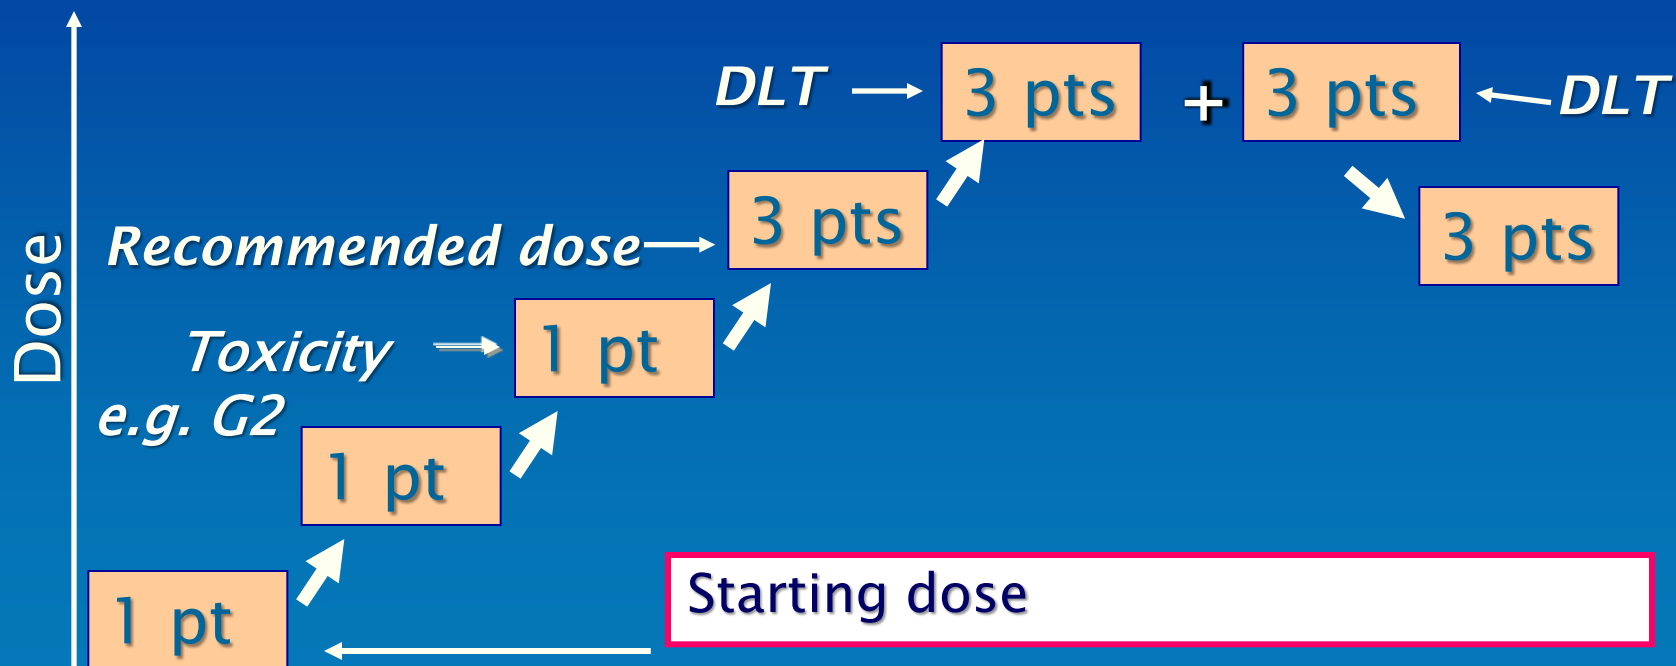 DLT
3 pts
+
3 pts
DLT
3 pts
3 pts
Recommended dose
Dose
1 pt
Toxicity
e.g. G2
1 pt
Starting dose
1 pt